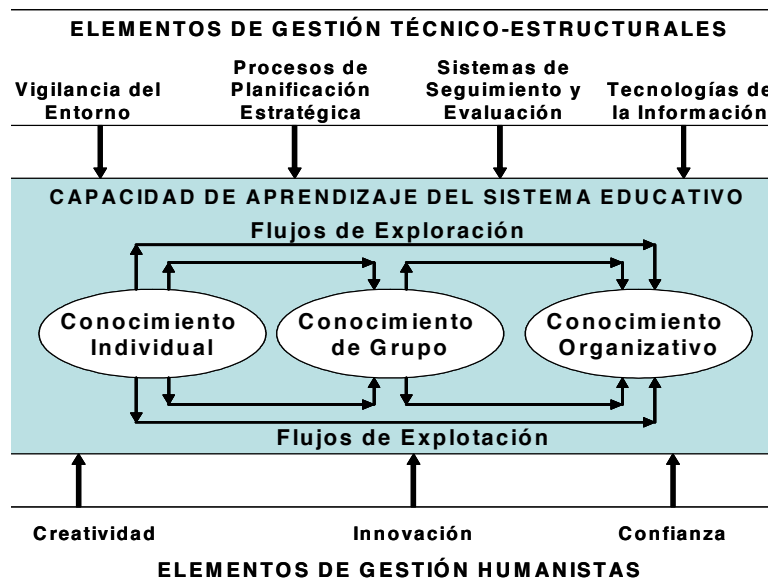 ELEMENTOS DE GESTIÓN TÉCNICO-ESTRUCTURALES
Vigilancia del
Entorno
Procesos de
Planificación
Estratégica
Sistemas de
Seguimiento y
Evaluación
Tecnologías de
la Información
CAPACIDAD DE APRENDIZAJE DEL SISTEMA EDUCATIVO
Flujos de Exploración
Conocimiento
Individual
Conocimiento
de Grupo
Conocimiento
Organizativo
Flujos de Explotación
Creatividad
Innovación
Confianza
ELEMENTOS DE GESTIÓN HUMANISTAS